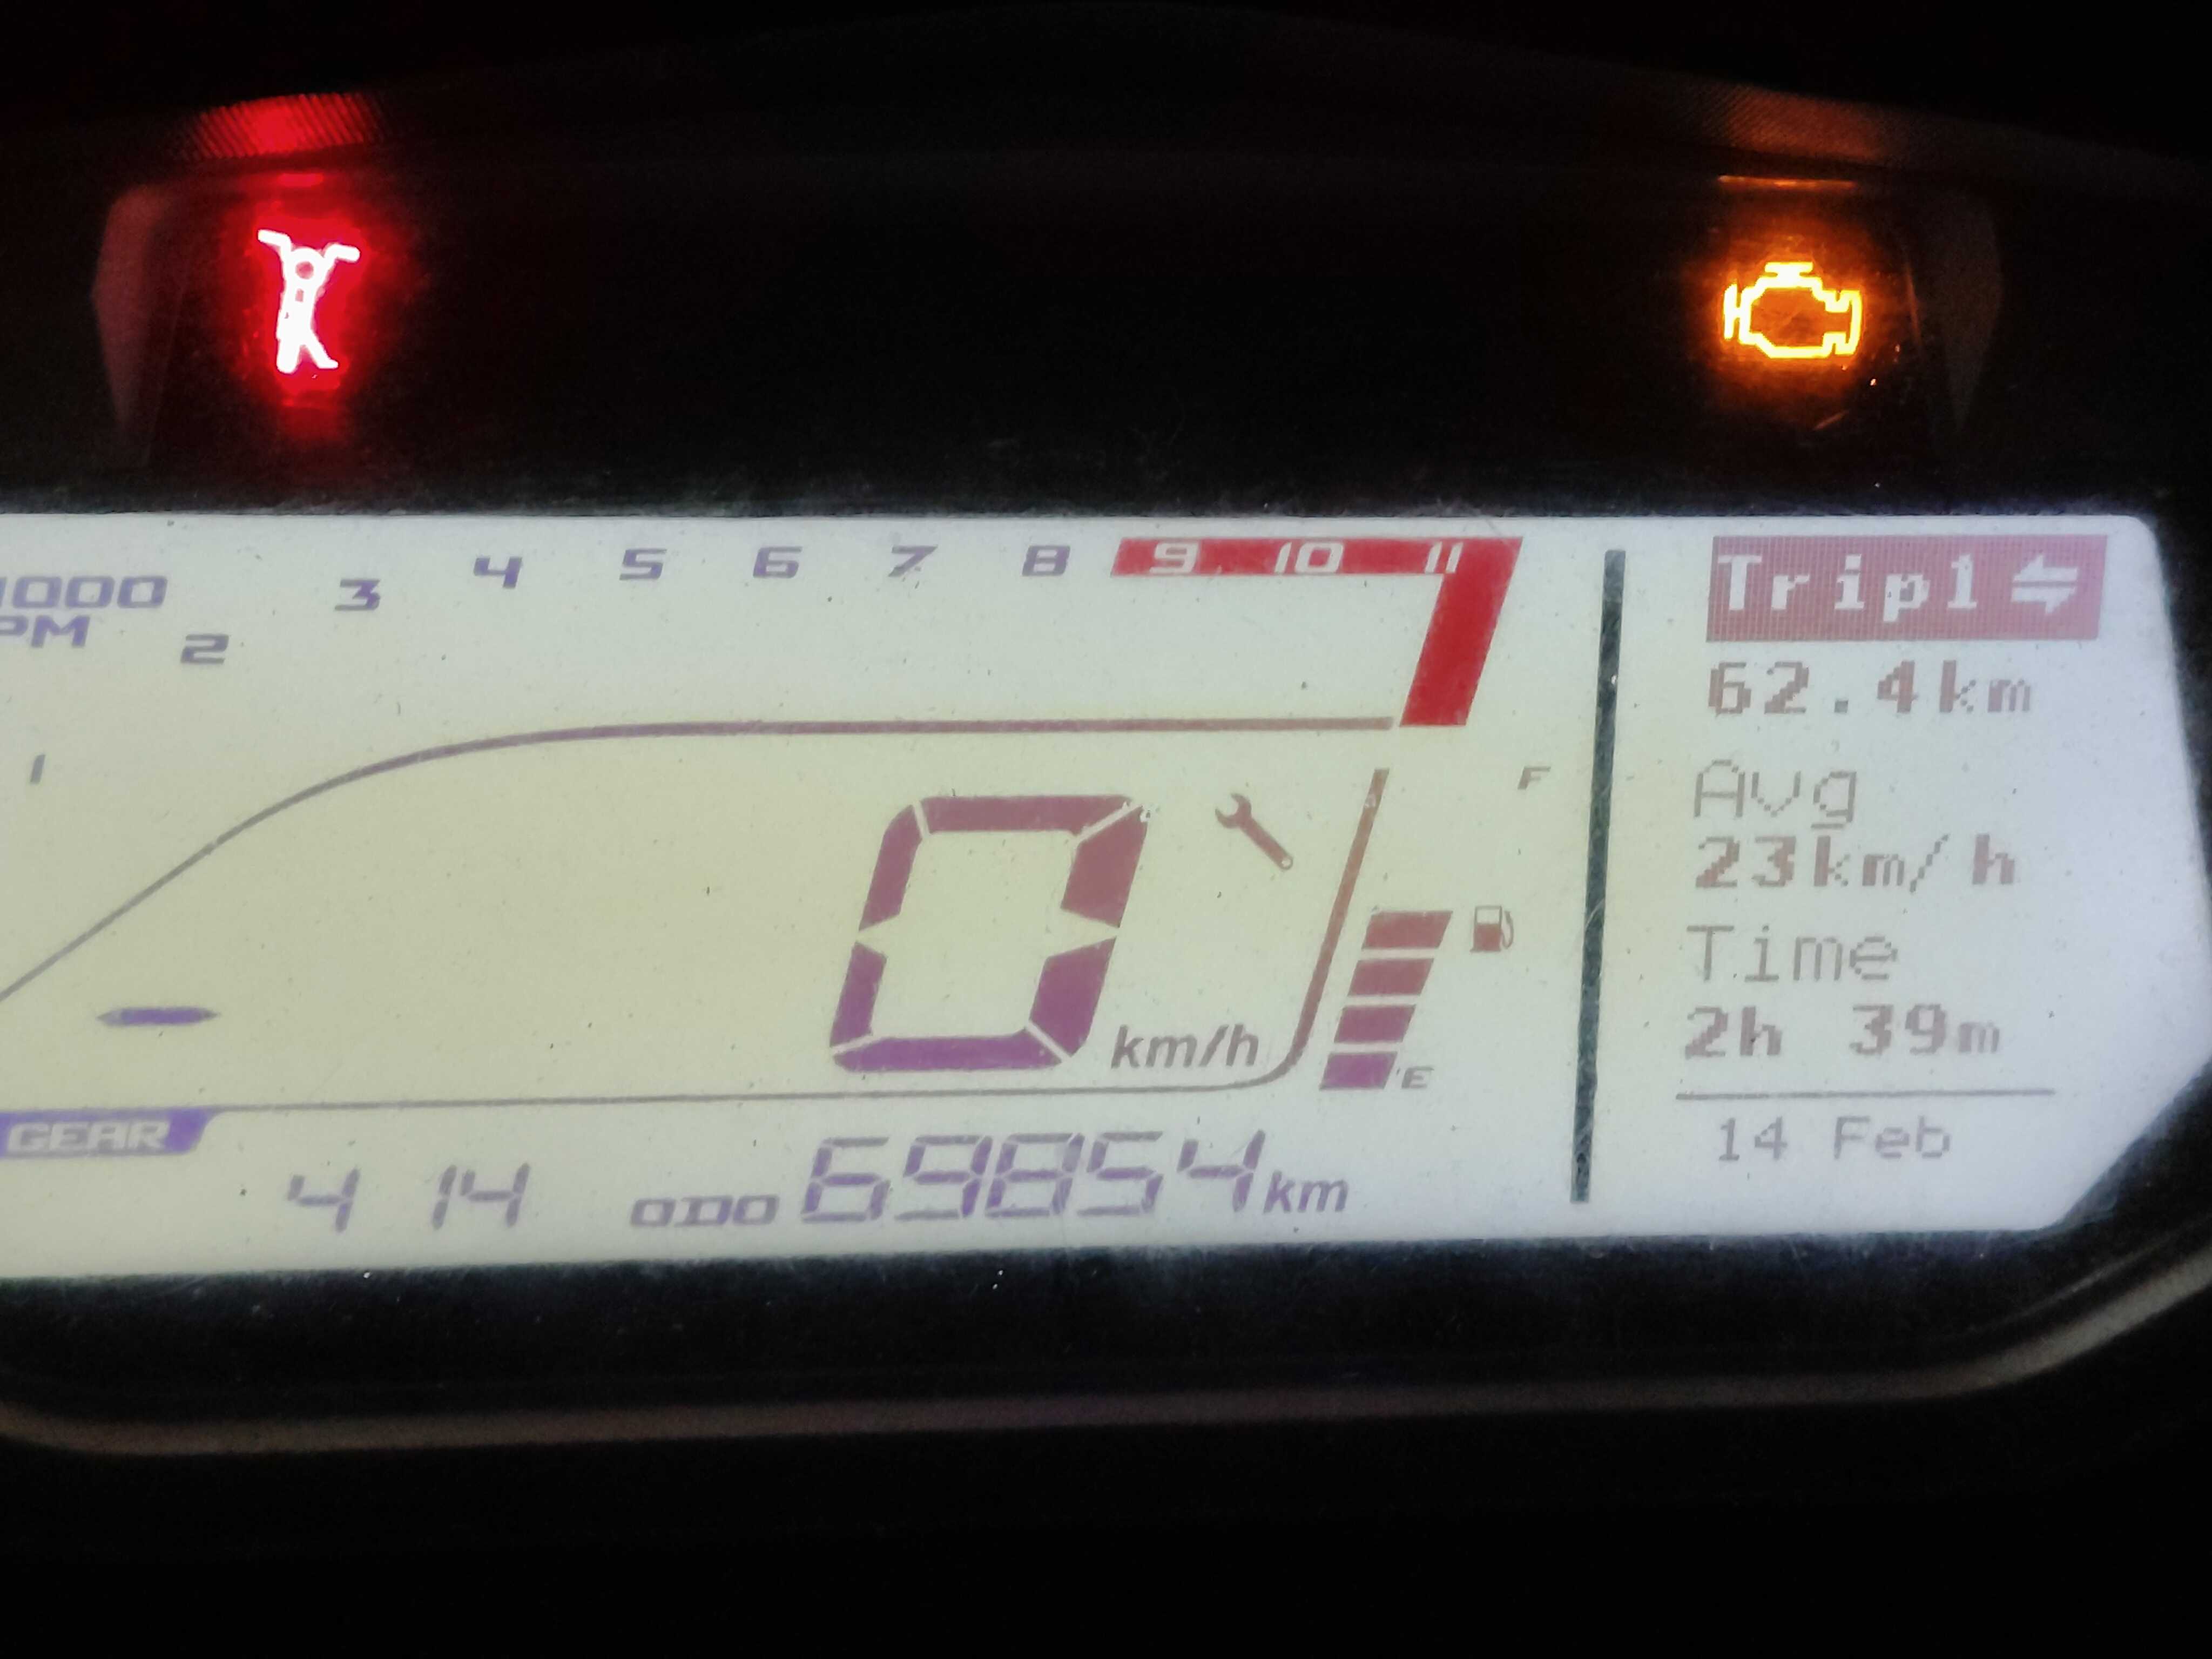 1000
PM
1 2 3 4 5 6 7 8 9 10 11
0 km/h
F
E
GEAR
4 14
ODO 69854 km
Trip1
62.4km
Avg
23km/h
Time
2h 39m
14 Feb